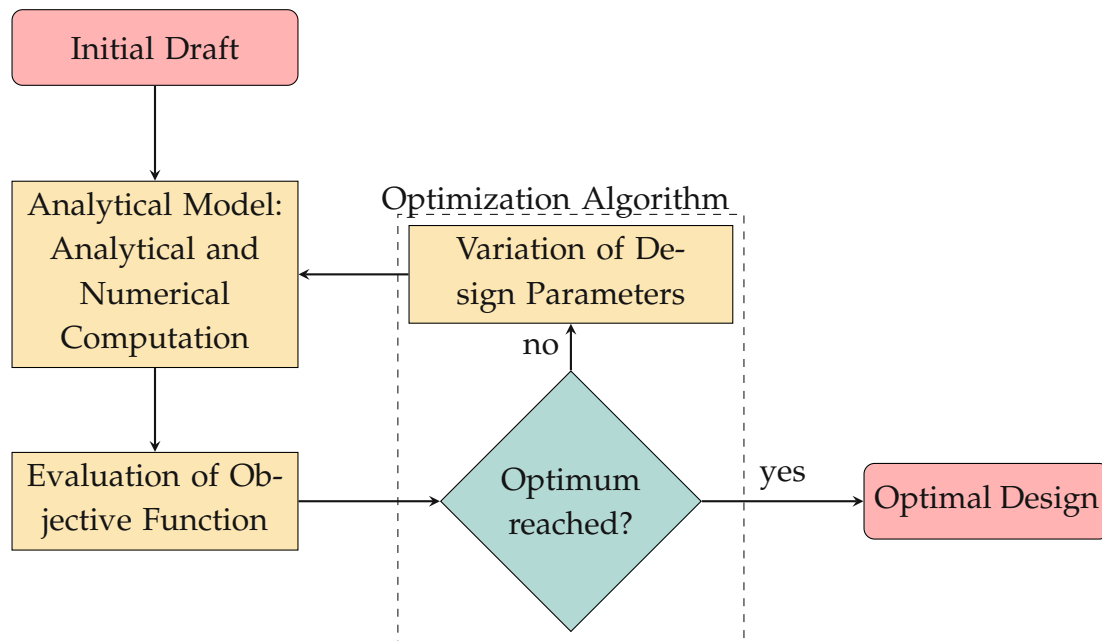 Initial Draft
Analytical Model:
Analytical and
Numerical
Computation
Optimization Algorithm
Variation of De-
sign Parameters
no
Evaluation of Ob-
jective Function
Optimum
reached?
yes
Optimal Design